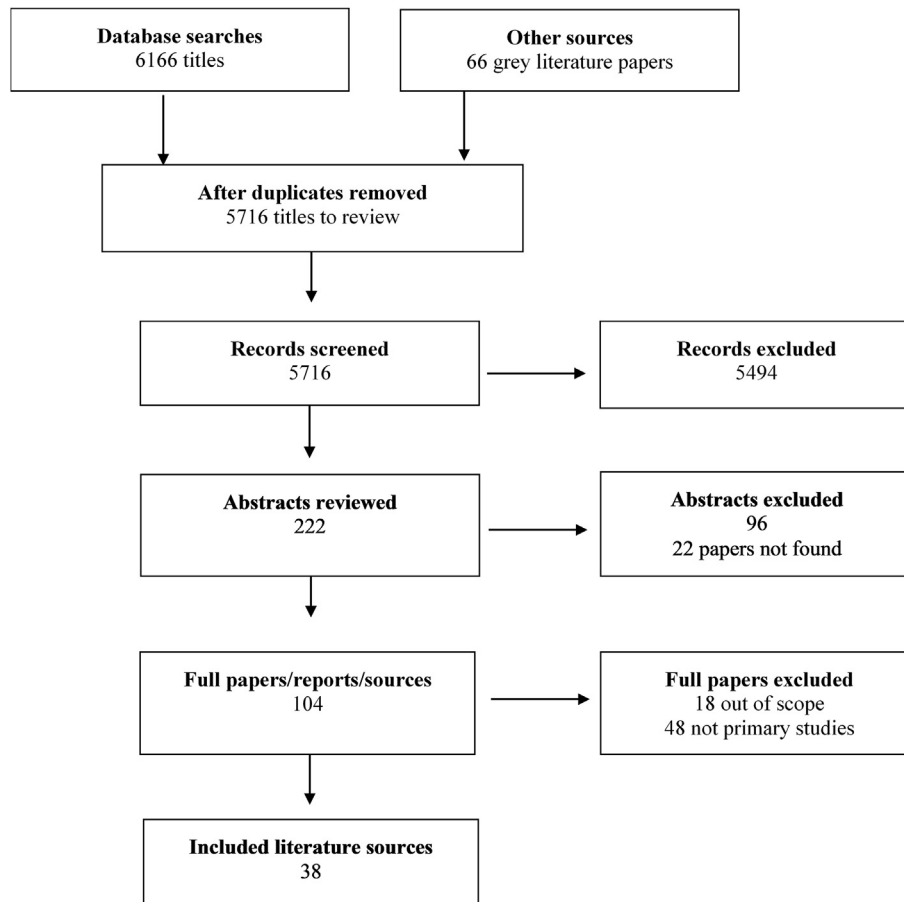 Database searches
6166 titles
Other sources
66 grey literature papers
After duplicates removed
5716 titles to review
Records screened
5716
Records excluded
5494
Abstracts reviewed
222
Abstracts excluded
96
22 papers not found
Full papers/reports/sources
104
Full papers excluded
18 out of scope
48 not primary studies
Included literature sources
38